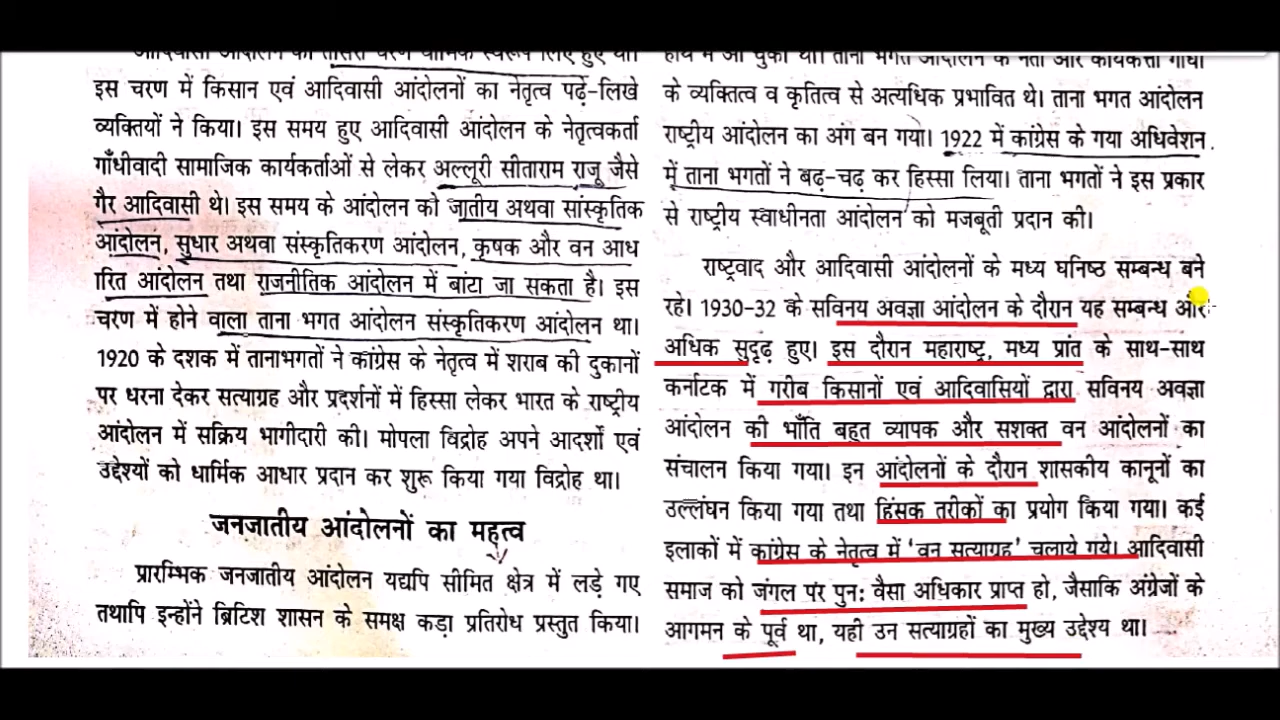 आदिवासी आंदोलन का तीसरा चरण धार्मिक स्वरूप लिए हुए था।
इस चरण में किसान एवं आदिवासी आंदोलनों का नेतृत्व पढ़े-लिखे
व्यक्तियों ने किया। इस समय हुए आदिवासी आंदोलन के नेतृत्वकर्ता
गाँधीवादी सामाजिक कार्यकर्ताओं से लेकर अल्लूरी सीताराम राजू जैसे
गैर आदिवासी थे। इस समय के आंदोलन को जातीय अथवा सांस्कृतिक
आंदोलन, सुधार अथवा संस्कृतिकरण आंदोलन, कृषक और वन आध
रित आंदोलन तथा राजनीतिक आंदोलन में बांटा जा सकता है। इस
चरण में होने वाला ताना भगत आंदोलन संस्कृतिकरण आंदोलन था।
1920 के दशक में तानाभगतों ने कांग्रेस के नेतृत्व में शराब की दुकानों
पर धरना देकर सत्याग्रह और प्रदर्शनों में हिस्सा लेकर भारत के राष्ट्रीय
आंदोलन में सक्रिय भागीदारी की। मोपला विद्रोह अपने आदर्शों एवं
उद्देश्यों को धार्मिक आधार प्रदान कर शुरू किया गया विद्रोह था।
जनजातीय आंदोलनों का महत्व
प्रारम्भिक जनजातीय आंदोलन यद्यपि सीमित क्षेत्र में लड़े गए
तथापि इन्होंने ब्रिटिश शासन के समक्ष कड़ा प्रतिरोध प्रस्तुत किया।
हाथ में आ चुका था। ताना भगत आंदोलन के नेता और कार्यकर्ता गांधी
के व्यक्तित्व व कृतित्व से अत्यधिक प्रभावित थे। ताना भगत आंदोलन
राष्ट्रीय आंदोलन का अंग बन गया। 1922 में कांग्रेस के गया अधिवेशन
में ताना भगतों ने बढ़-चढ़ कर हिस्सा लिया। ताना भगतों ने इस प्रकार
से राष्ट्रीय स्वाधीनता आंदोलन को मजबूती प्रदान की।
राष्ट्रवाद और आदिवासी आंदोलनों के मध्य घनिष्ठ सम्बन्ध बने
रहे। 1930-32 के सविनय अवज्ञा आंदोलन के दौरान यह सम्बन्ध और
अधिक सुदृढ़ हुए। इस दौरान महाराष्ट्र, मध्य प्रांत के साथ-साथ
कर्नाटक में गरीब किसानों एवं आदिवासियों द्वारा सविनय अवज्ञा
आंदोलन की भाँति बहुत व्यापक और सशक्त वन आंदोलनों का
संचालन किया गया। इन आंदोलनों के दौरान शासकीय कानूनों का
उल्लंघन किया गया तथा हिंसक तरीकों का प्रयोग किया गया। कई
इलाकों में कांग्रेस के नेतृत्व में 'वन सत्याग्रह' चलाये गये। आदिवासी
समाज को जंगल पर पुन: वैसा अधिकार प्राप्त हो, जैसाकि अंग्रेजों के
आगमन के पूर्व था, यही उन सत्याग्रहों का मुख्य उद्देश्य था।